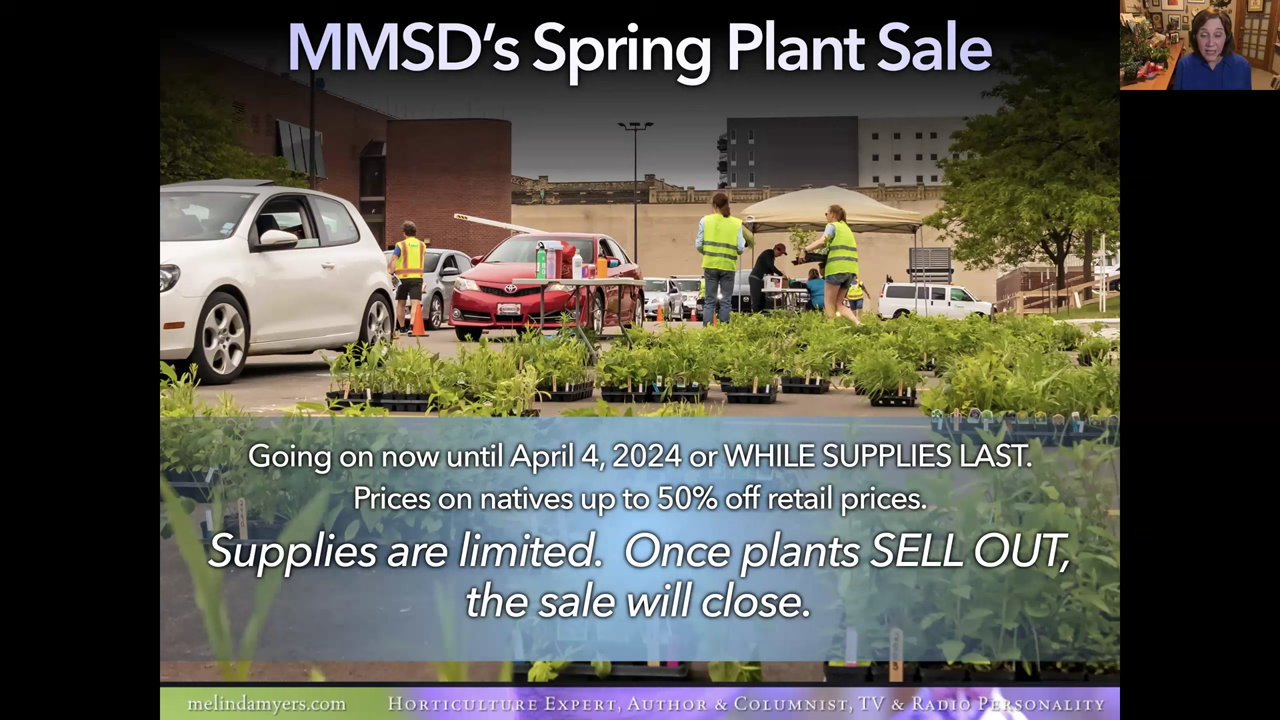 MMSD’s Spring Plant Sale
Going on now until April 4, 2024 or WHILE SUPPLIES LAST.
Prices on natives up to 50% off retail prices.
Supplies are limited. Once plants SELL OUT,
the sale will close.
melindamyers.com
Horticulture Expert, Author & Columnist, TV & Radio Personality